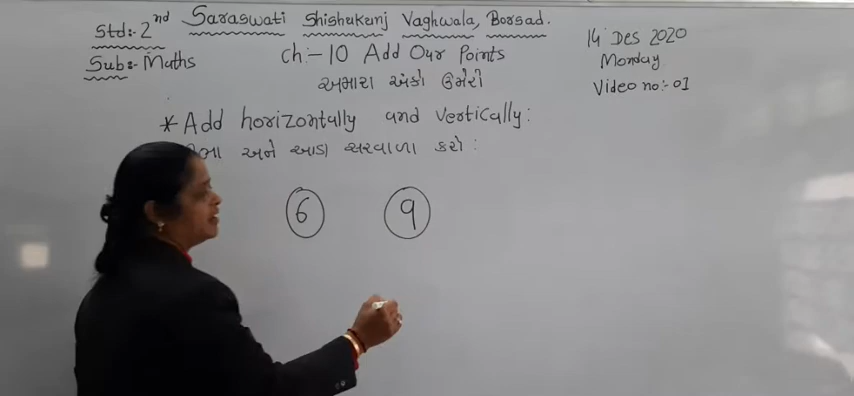 Std:- 2nd Saraswati Shishukunj Vaghwala, Borsad.
Sub:- Maths
Ch:- 10 Add Our Points
અમારા અંકો ઉમેરો
14 Des 2020
Monday
Video no:- 01
* Add horizontally and vertically:
અને આડા સરવાળા કરો :
6 9